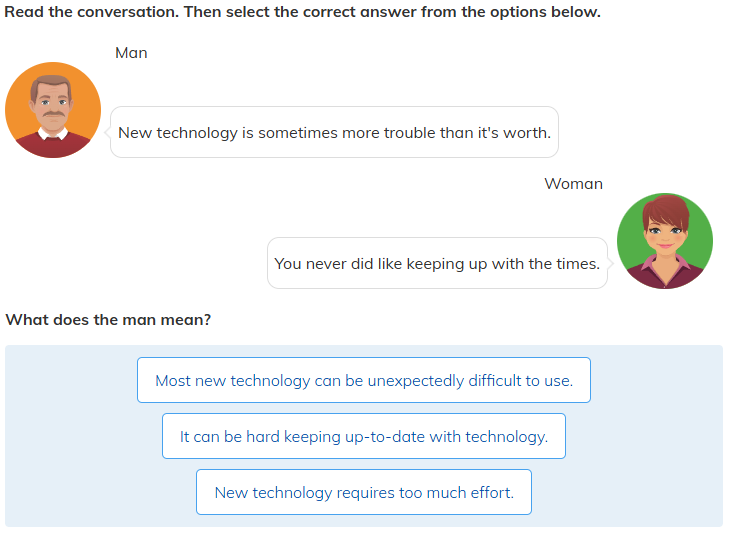 Read the conversation. Then select the correct answer from the options below.
Man
New technology is sometimes more trouble than it's worth.
Woman
You never did like keeping up with the times.
What does the man mean?
Most new technology can be unexpectedly difficult to use.
It can be hard keeping up-to-date with technology.
New technology requires too much effort.